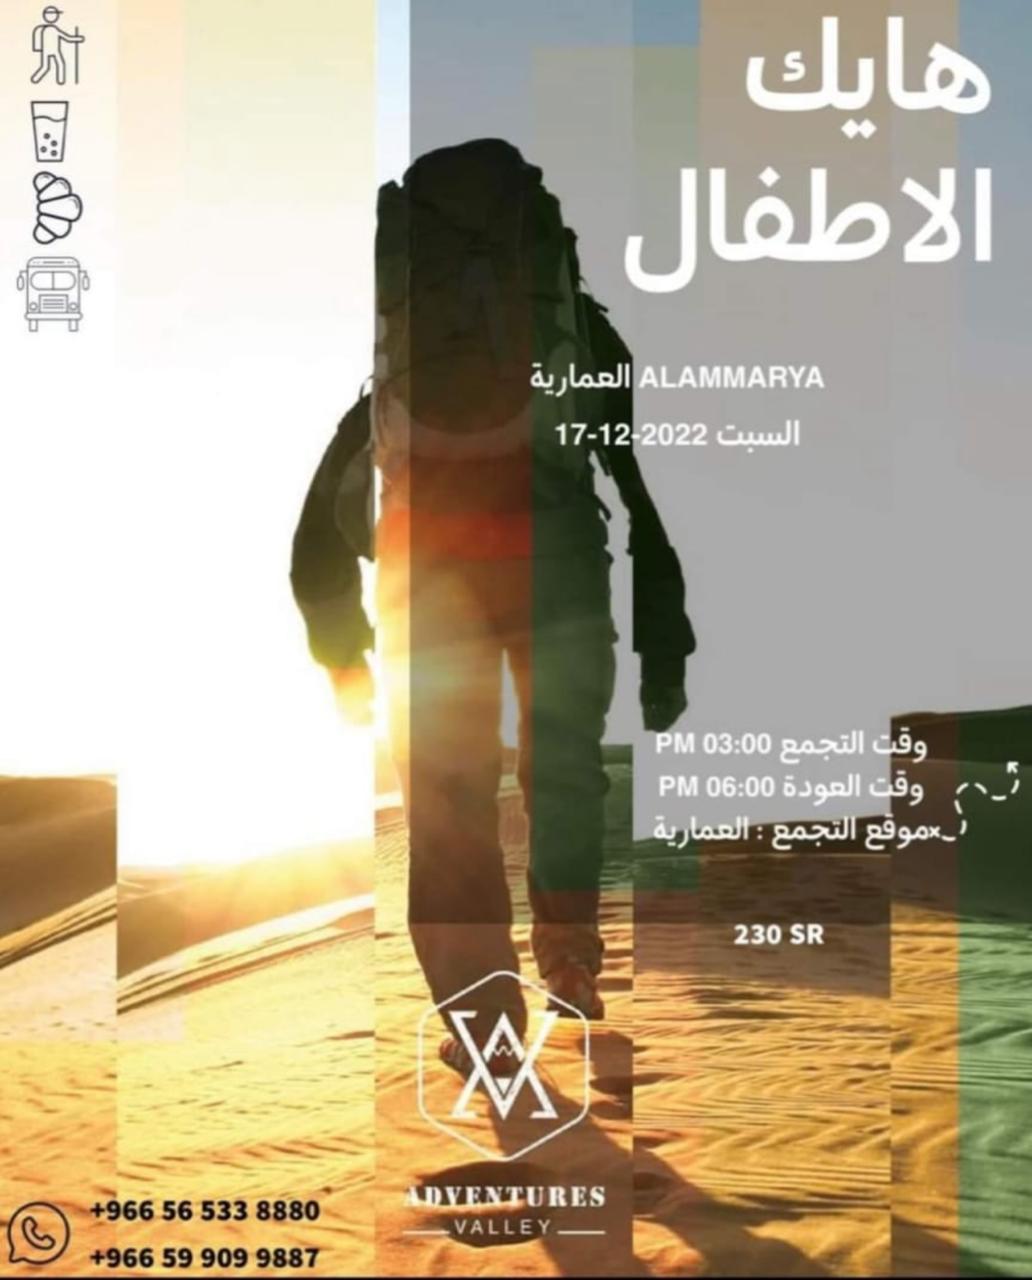 هايك
الاطفال
العمارية ALAMMARYA
السبت 17-12-2022
وقت التجمع 03:00 PM
وقت العودة 06:00 PM
موقع التجمع : العمارية
230 SR
ADVENTURES
VALLEY
+966 56 533 8880
+966 59 909 9887